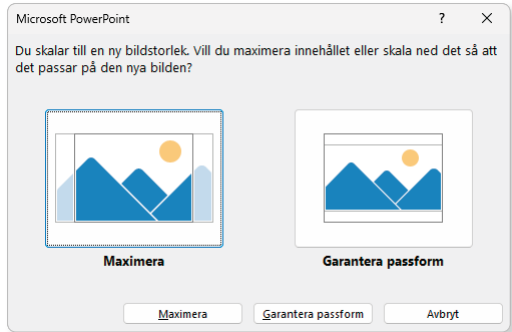 Microsoft PowerPoint ? ×
Du skalar till en ny bildstorlek. Vill du maximera innehållet eller skala ned det så att
det passar på den nya bilden?
Maximera Garantera passform
Maximera Garantera passform Avbryt